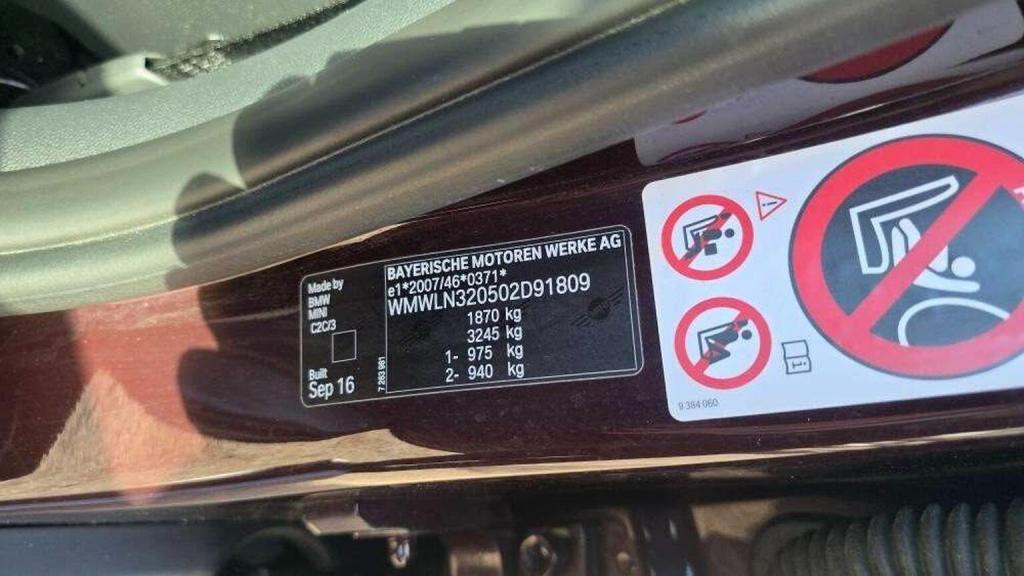 Made by
BMW
MINI
C2C/3
Built
Sep 16
7 263 981
BAYERISCHE MOTOREN WERKE AG
e1*2007/46*0371*
WMWLN320502D91809
1870 kg
3245 kg
1- 975 kg
2- 940 kg
9 384 060